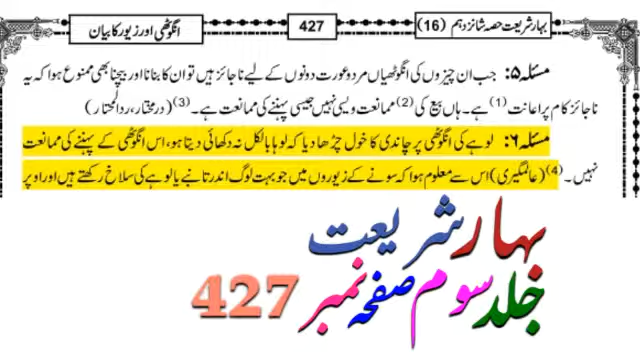 بہارِ شریعت حصہ شانزدہم (16)
427
انگوٹھی اور زیور کا بیان
مسئلہ ۵: جب ان چیزوں کی انگوٹھیاں مرد و عورت دونوں کے لیے ناجائز ہیں تو ان کا بنانا اور بیچنا بھی ممنوع ہوا کہ یہ
ناجائز کام پر اعانت (1) ہے۔ ہاں بیع کی (2) ممانعت ویسی نہیں جیسی پہننے کی ممانعت ہے۔ (3) (درمختار، ردالمحتار)
مسئلہ ۶: لوہے کی انگوٹھی پر چاندی کا خول چڑھا دیا کہ لوہا بالکل نہ دکھائی دیتا ہو، اس انگوٹھی کے پہننے کی ممانعت
نہیں۔ (4) (عالمگیری) اس سے معلوم ہوا کہ سونے کے زیوروں میں جو بہت لوگ اندر تانبے یا لوہے کی سلاخ رکھتے ہیں اور اوپر
بہار شریعت
جلد سوم صفحہ نمبر 427